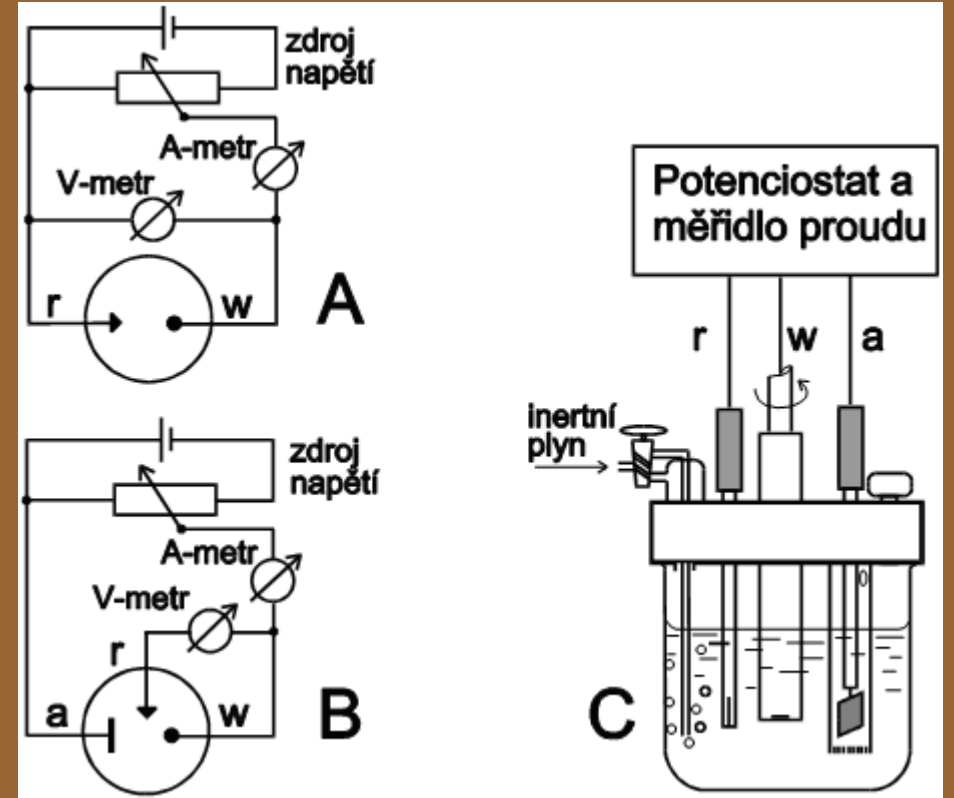 zdroj
napětí
A-metr
V-metr
r
w
A
zdroj
napětí
A-metr
V-metr
r
a
w
B
Potenciostat a
měřidlo proudu
r
w
a
inertní
plyn
C